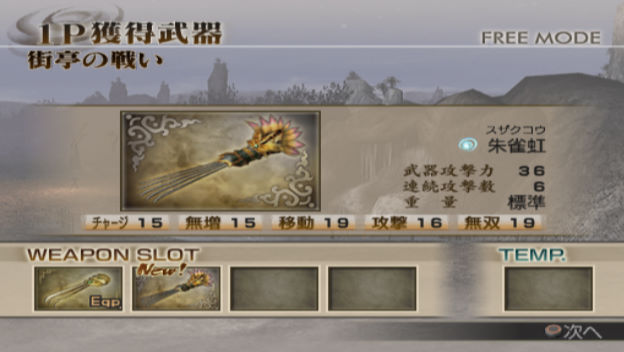 1P獲得武器
FREE MODE
街亭の戦い
スザクコウ
朱雀虹
武器攻撃力 36
連続攻撃数 6
重量 標準
チャージ 15 無増 15 移動 19 攻撃 16 無双 19
WEAPON SLOT
TEMP.
New!
Eqp.
次へ